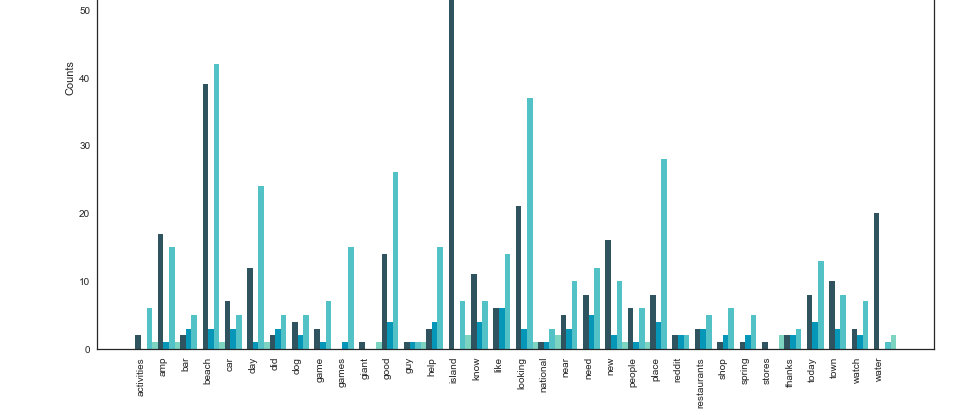 50
Counts
40
30
20
10
0
activities
amp
bar
beach
car
day
did
dog
game
games
giant
good
guy
help
island
know
like
looking
national
near
need
new
people
place
reddit
restaurants
shop
spring
stores
thanks
today
town
watch
water